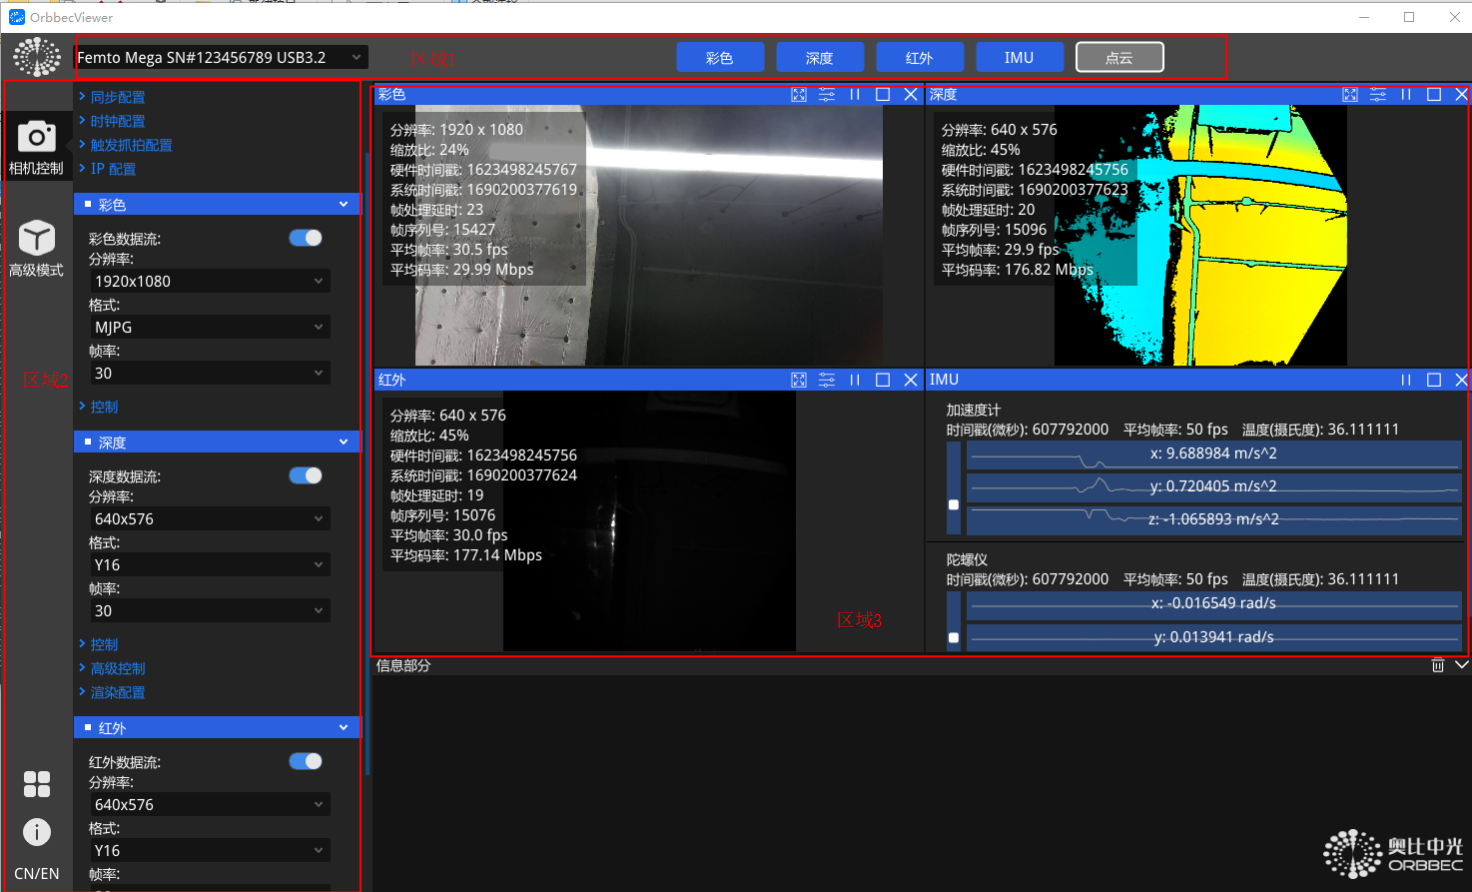 OrbbecViewer
Femto Mega SN#123456789 USB3.2
区域1
彩色
深度
红外
IMU
点云
相机控制
高级模式
区域2
CN/EN
同步配置
时钟配置
触发抓拍配置
IP 配置
彩色
彩色数据流:
分辨率:
1920x1080
格式:
MJPG
帧率:
30
控制
深度
深度数据流:
分辨率:
640x576
格式:
Y16
帧率:
30
控制
高级控制
渲染配置
红外
红外数据流:
分辨率:
640x576
格式:
Y16
帧率:
彩色
分辨率: 1920 x 1080
缩放比: 24%
硬件时间戳: 1623498245767
系统时间戳: 1690200377619
帧处理延时: 23
帧序列号: 15427
平均帧率: 30.5 fps
平均码率: 29.99 Mbps
深度
分辨率: 640 x 576
缩放比: 45%
硬件时间戳: 1623498245756
系统时间戳: 1690200377623
帧处理延时: 20
帧序列号: 15096
平均帧率: 29.9 fps
平均码率: 176.82 Mbps
红外
分辨率: 640 x 576
缩放比: 45%
硬件时间戳: 1623498245756
系统时间戳: 1690200377624
帧处理延时: 19
帧序列号: 15076
平均帧率: 30.0 fps
平均码率: 177.14 Mbps
区域3
IMU
加速度计
时间戳(微秒): 607792000 平均帧率: 50 fps 温度(摄氏度): 36.111111
x: 9.688984 m/s^2
y: 0.720405 m/s^2
z: -1.065893 m/s^2
陀螺仪
时间戳(微秒): 607792000 平均帧率: 50 fps 温度(摄氏度): 36.111111
x: -0.016549 rad/s
y: 0.013941 rad/s
信息部分
奥比中光
ORBBEC